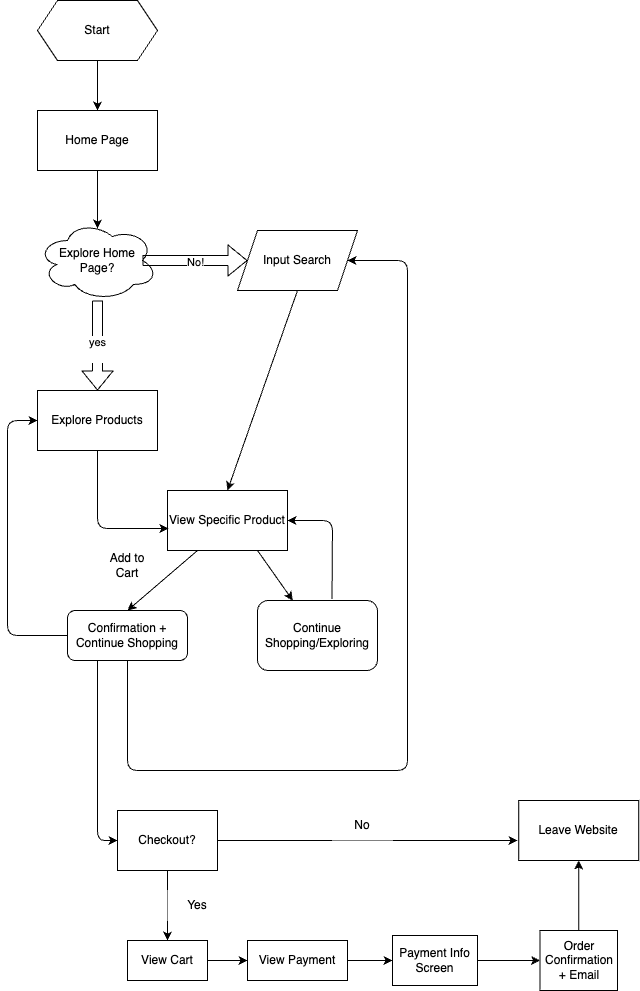 Start
Home Page
Explore Home
Page?
No!
Input Search
yes
Explore Products
View Specific Product
Add to
Cart
Confirmation +
Continue Shopping
Continue
Shopping/Exploring
Checkout?
No
Leave Website
Yes
View Cart
View Payment
Payment Info
Screen
Order
Confirmation
+ Email